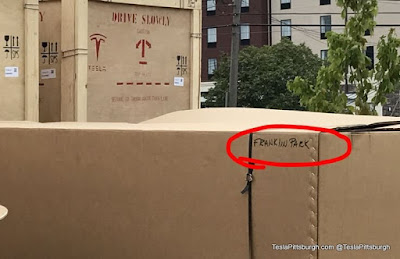 DRIVE SLOWLY
TESLA
FRANKLIN PARK
TeslaPittsburgh.com @TeslaPittsburgh